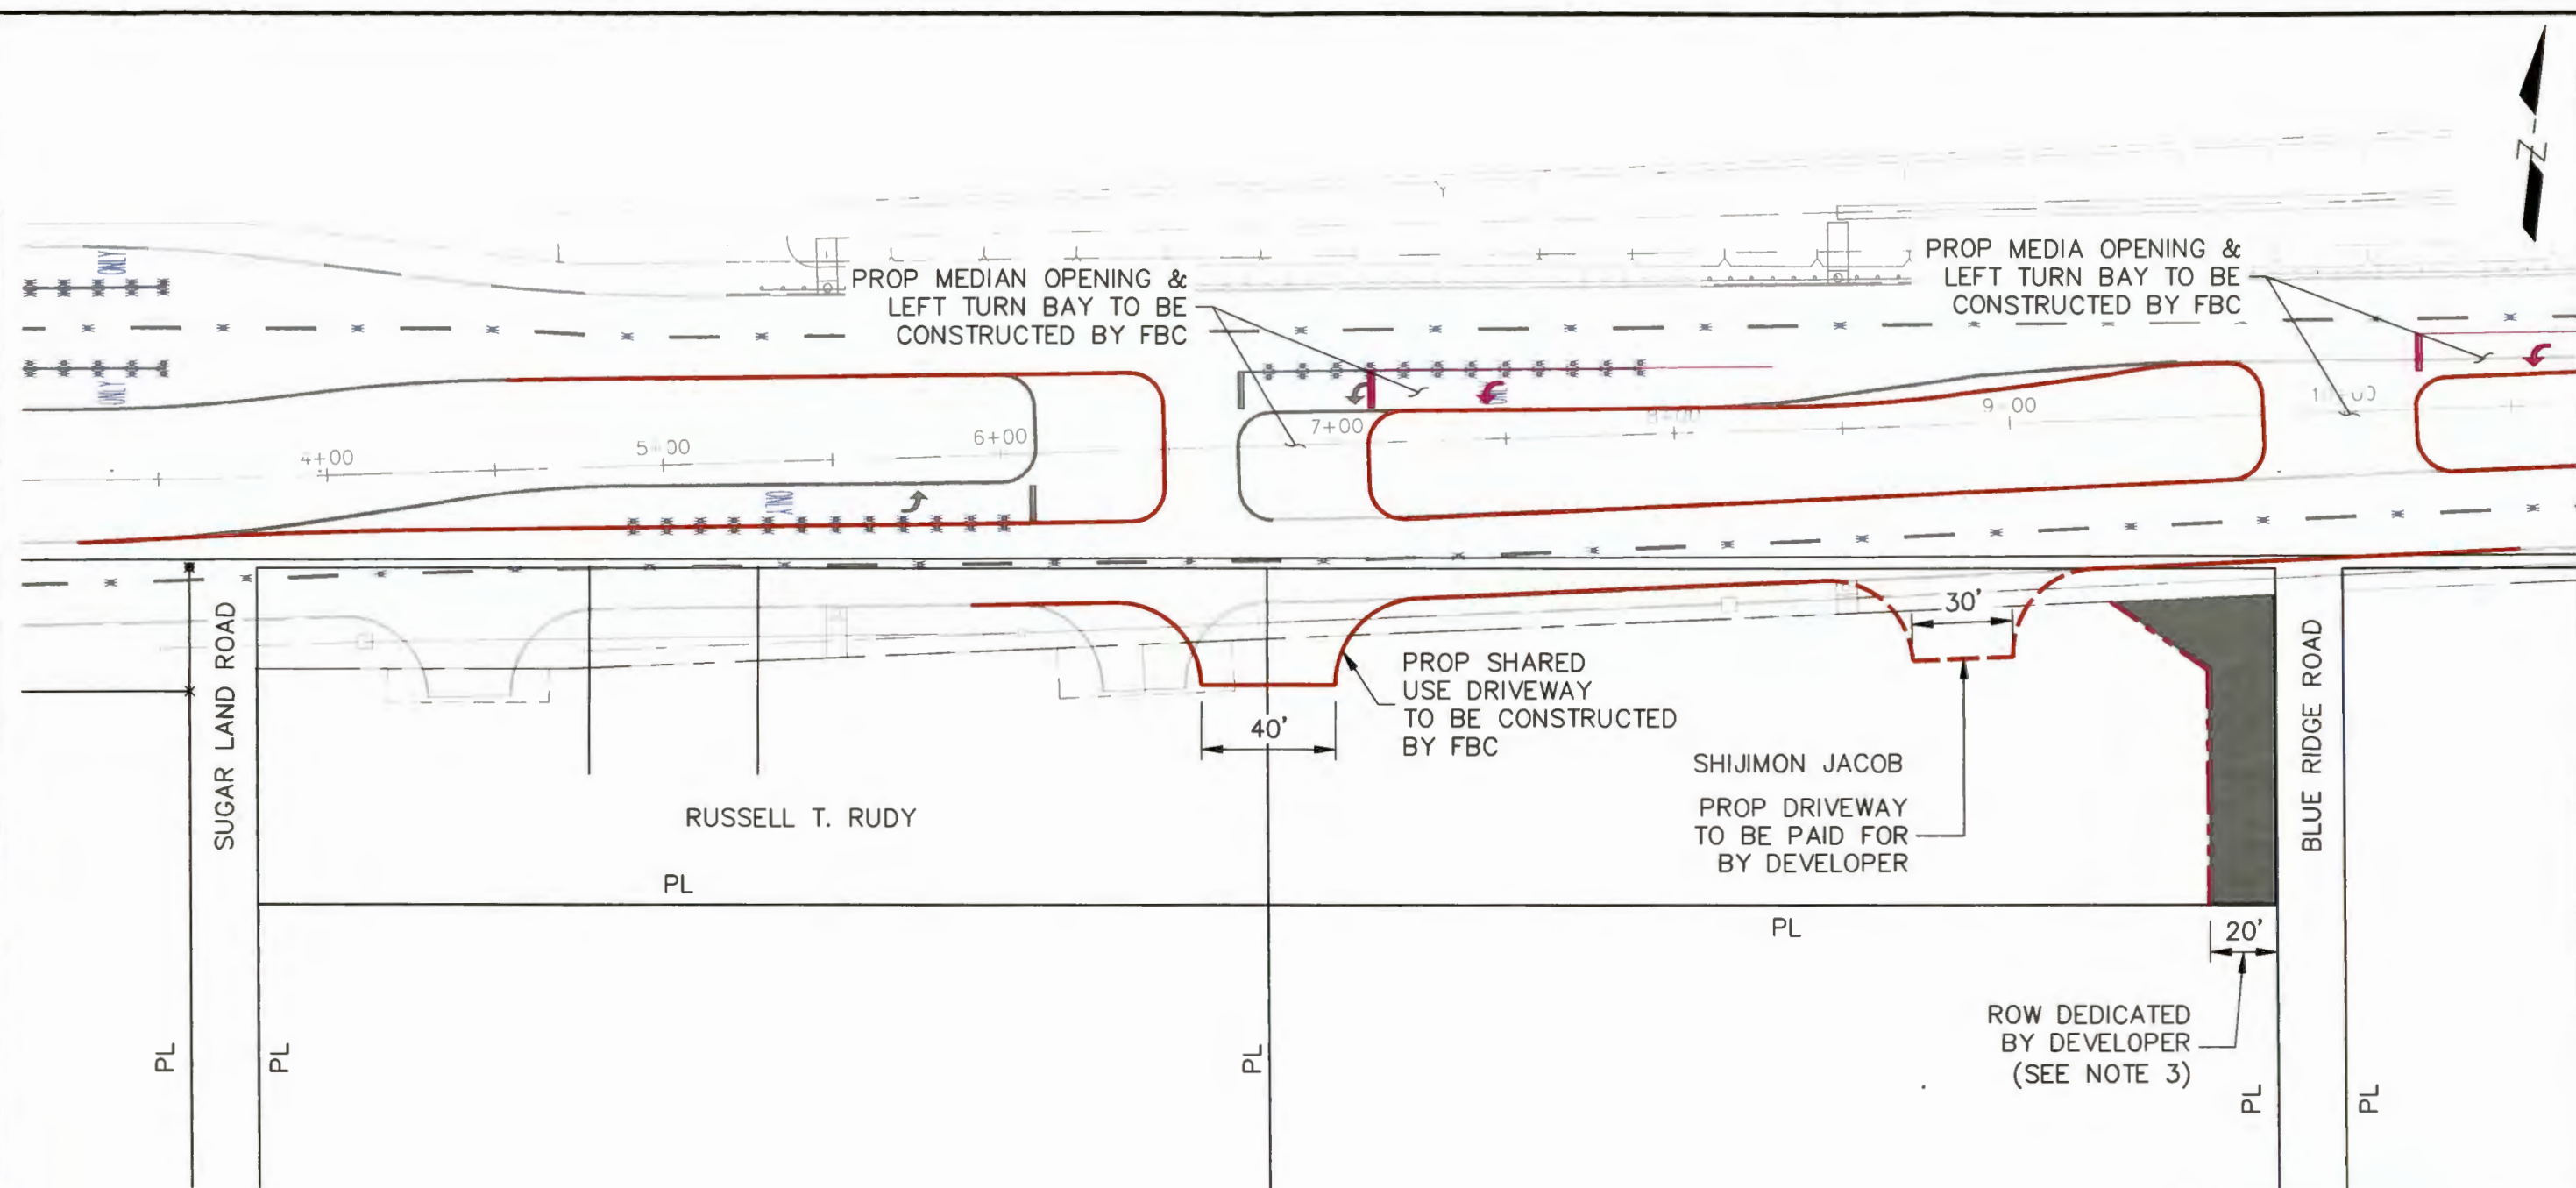 ONLY
ONLY
PROP MEDIAN OPENING &
LEFT TURN BAY TO BE
CONSTRUCTED BY FBC
PROP MEDIA OPENING &
LEFT TURN BAY TO BE
CONSTRUCTED BY FBC
N
4+00
5+00
6+00
7+00
8+00
9+00
ONLY
SUGAR LAND ROAD
BLUE RIDGE ROAD
30'
40'
PROP SHARED
USE DRIVEWAY
TO BE CONSTRUCTED
BY FBC
SHIJIMON JACOB
PROP DRIVEWAY
TO BE PAID FOR
BY DEVELOPER
RUSSELL T. RUDY
PL
PL
20'
ROW DEDICATED
BY DEVELOPER
(SEE NOTE 3)
PL
PL
PL
PL
PL